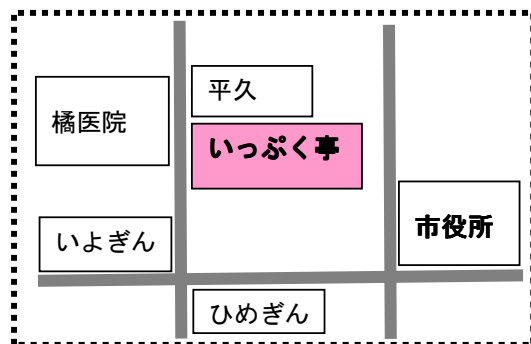 平久
橘医院
いっぷく亭
市役所
いよぎん
ひめぎん